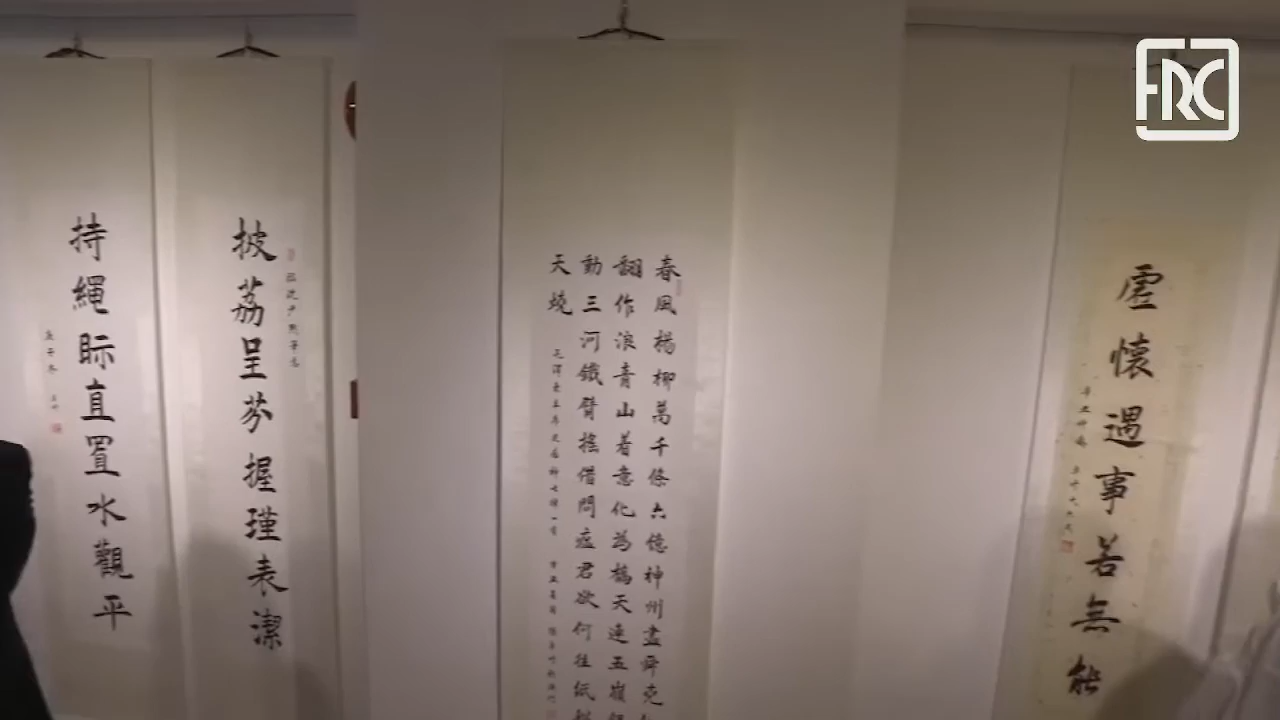 FRC
虛懷遇事若無能
春風楊柳萬千條六億神州盡舜堯
翻作浪青山着意化為橋天連五嶺
動三河鐵臂搖借問瘟君欲何往紙
天燒
披荔呈芬握瑾表潔
持繩眎直置水觀平